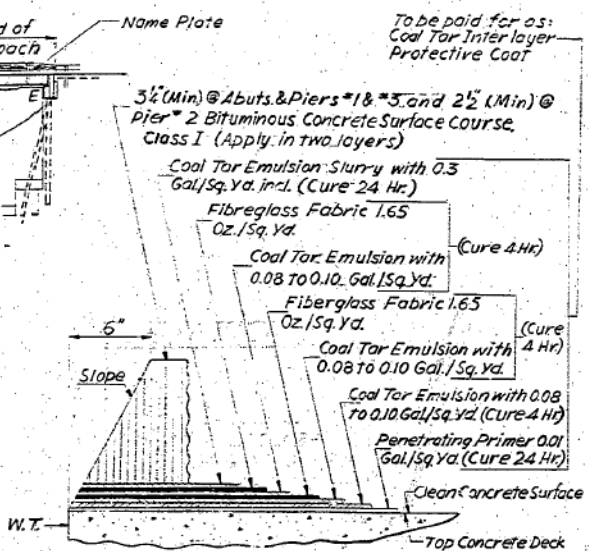 d of
oach
Name Plate
To be paid for as:
Coal Tar Interlayer
Protective Coat
E
3¼"(Min) @ Abuts. & Piers #1 & #3 and 2½" (Min) @
Pier #2 Bituminous Concrete Surface Course,
Class I (Apply in two layers)
Coal Tar Emulsion Slurry with 0.3
Gal./Sq. Yd. incl. (Cure 24 Hr.)
Fibreglass Fabric 1.65
Oz./Sq. Yd.
(Cure 4 Hr.)
Coal Tar Emulsion with
0.08 to 0.10 Gal./Sq. Yd.
Fiberglass Fabric 1.65
Oz./Sq. Yd.
(Cure
4 Hr.)
Coal Tar Emulsion with
0.08 to 0.10 Gal./Sq. Yd.
6"
Slope
Coal Tar Emulsion with 0.08
to 0.10 Gal./Sq. Yd. (Cure 4 Hr)
Penetrating Primer 0.01
Gal./Sq. Yd. (Cure 24 Hr.)
Clean Concrete Surface
W.T.
Top Concrete Deck